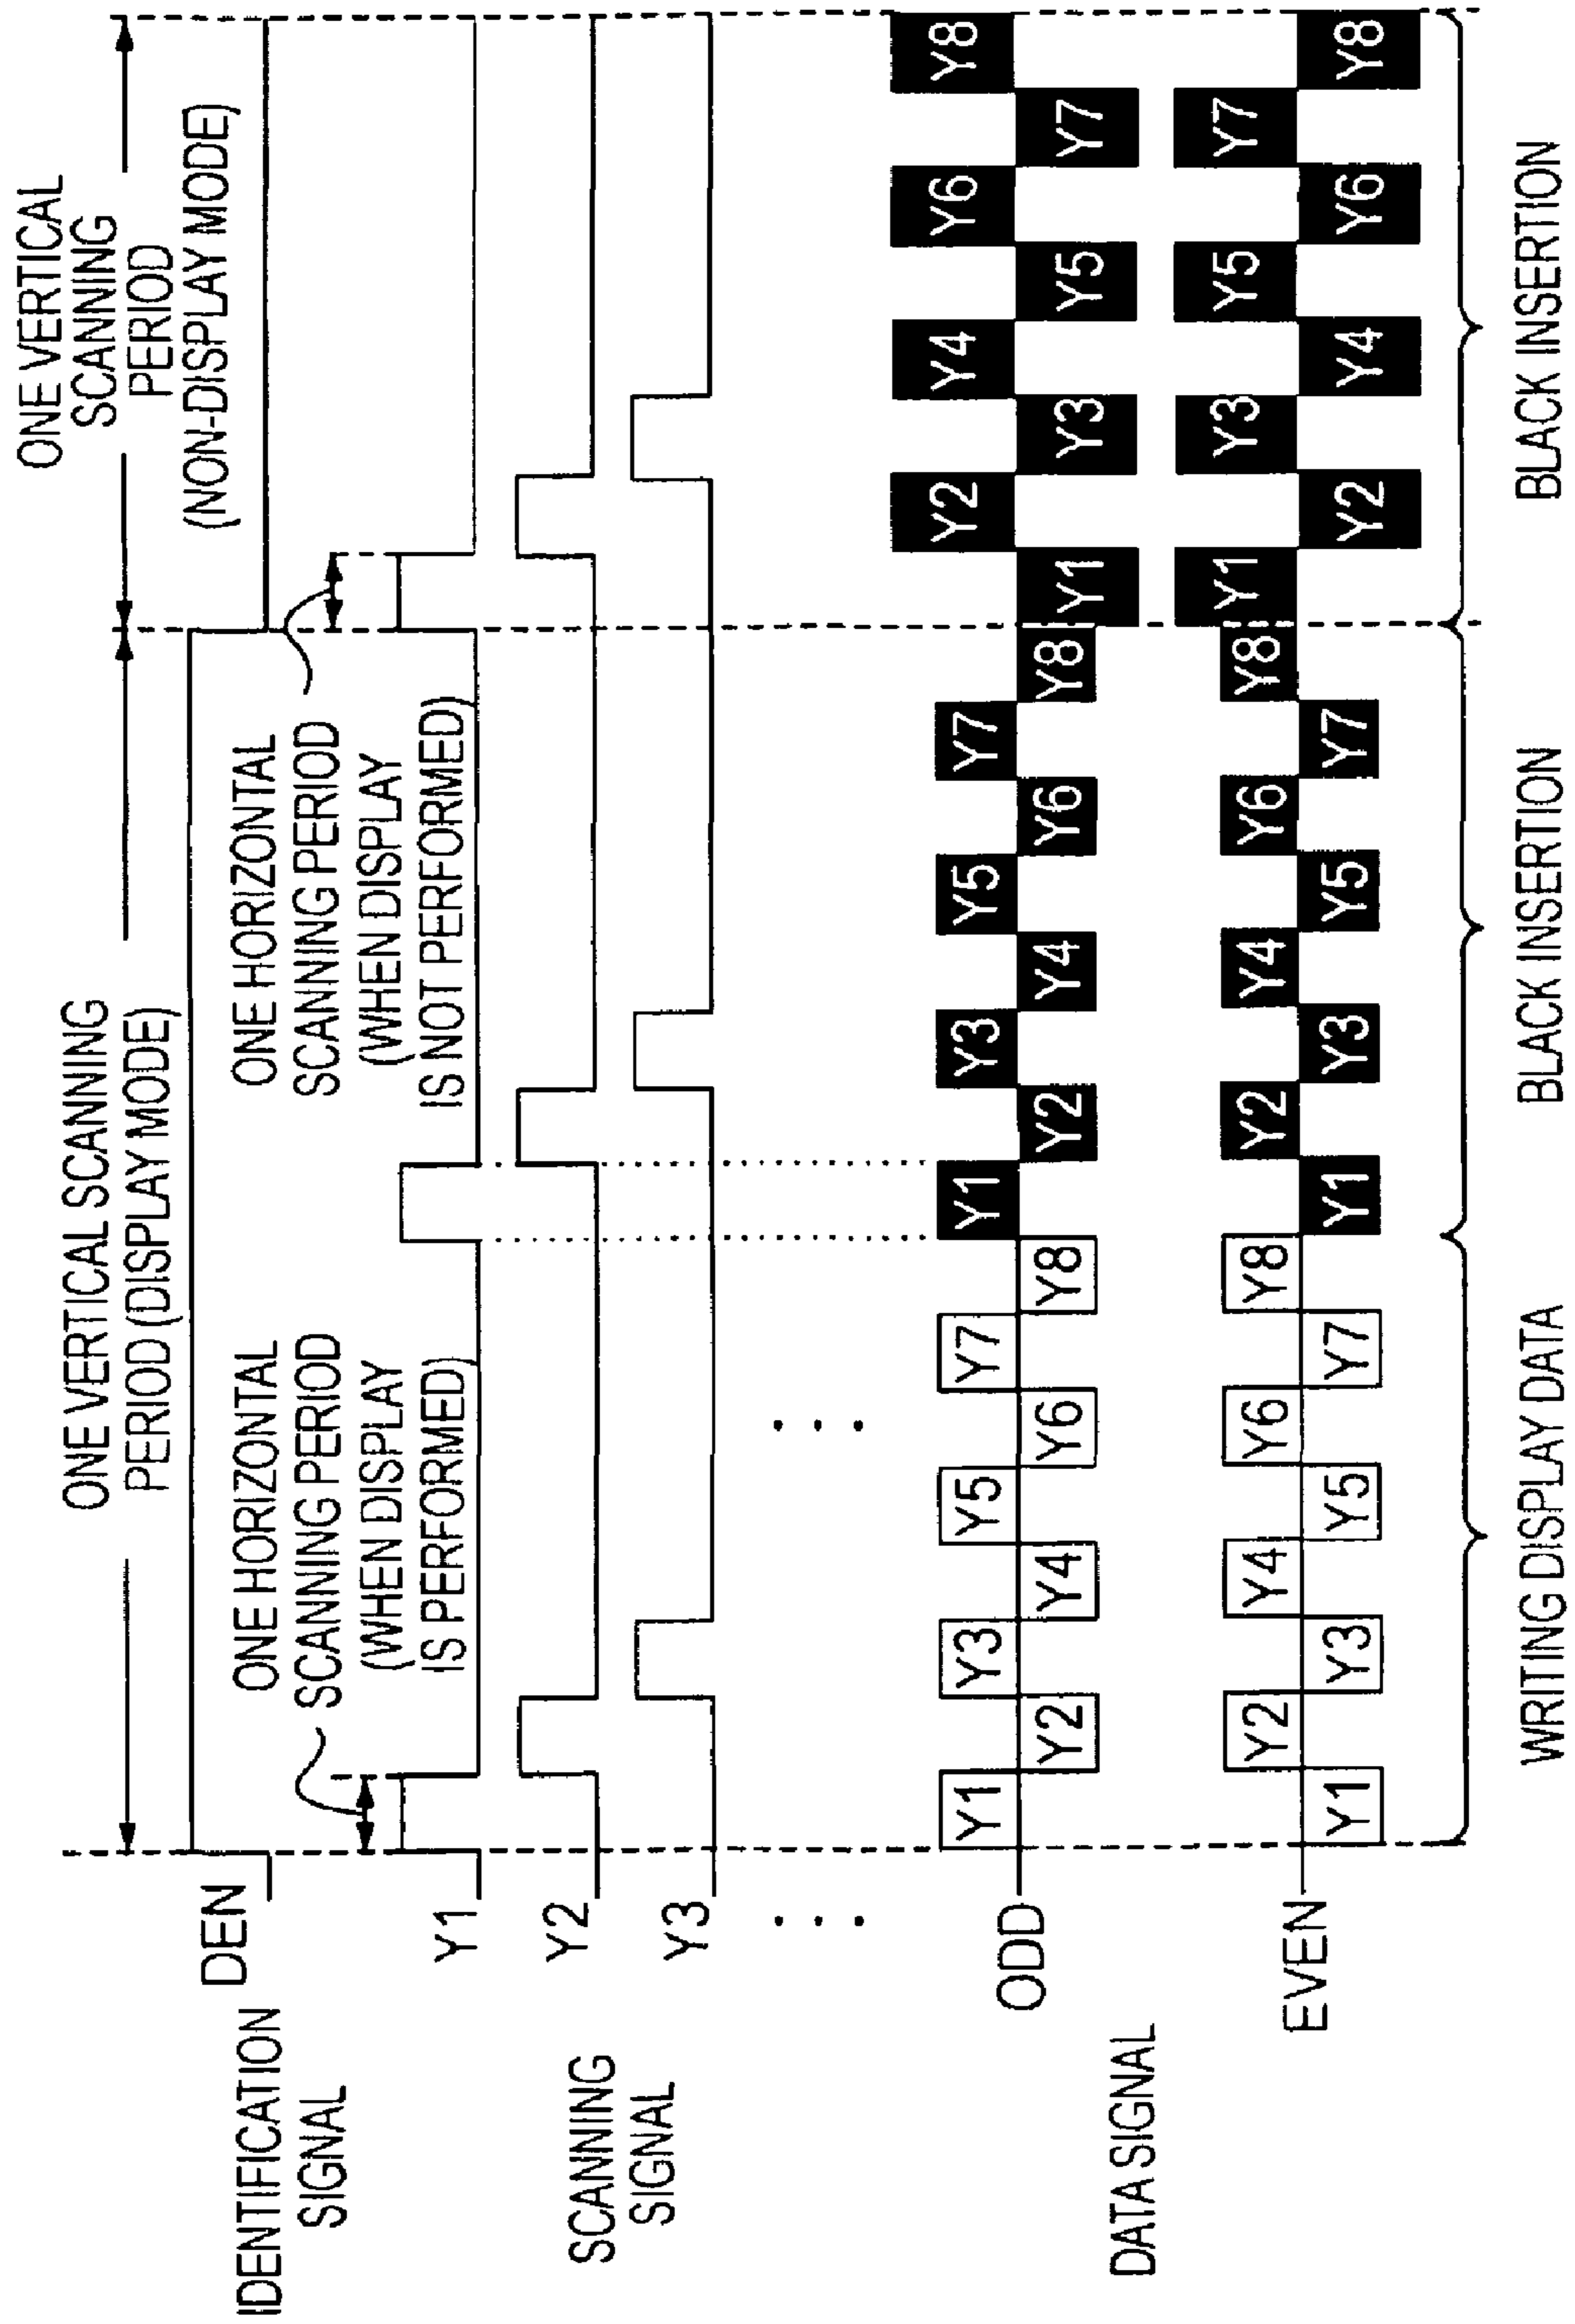 ONE VERTICAL SCANNING
PERIOD (DISPLAY MODE)
ONE VERTICAL
SCANNING
PERIOD
(NON-DISPLAY MODE)
IDENTIFICATION
SIGNAL
DEN
ONE HORIZONTAL
SCANNING PERIOD
(WHEN DISPLAY
IS PERFORMED)
ONE HORIZONTAL
SCANNING PERIOD
(WHEN DISPLAY
IS NOT PERFORMED)
SCANNING
SIGNAL
Y1
Y2
Y3
...
...
DATA SIGNAL
ODD
Y1 Y2 Y3 Y4 Y5 Y6 Y7 Y8 Y1 Y2 Y3 Y4 Y5 Y6 Y7 Y8 Y1 Y2 Y3 Y4 Y5 Y6 Y7 Y8
EVEN
Y1 Y2 Y3 Y4 Y5 Y6 Y7 Y8 Y1 Y2 Y3 Y4 Y5 Y6 Y7 Y8 Y1 Y2 Y3 Y4 Y5 Y6 Y7 Y8
WRITING DISPLAY DATA
BLACK INSERTION
BLACK INSERTION